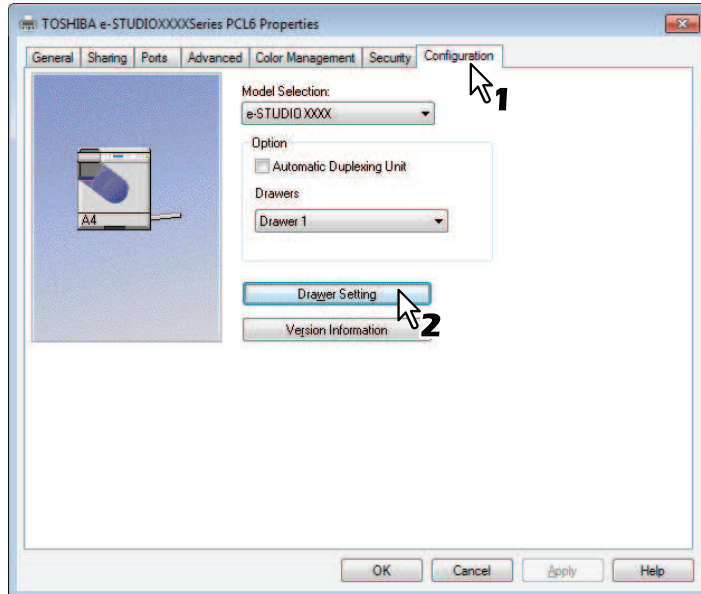 TOSHIBA e-STUDIOXXXXSeries PCL6 Properties
General Sharing Ports Advanced Color Management Security Configuration
1
Model Selection:
e-STUDIO XXXX
Option
Automatic Duplexing Unit
Drawers
Drawer 1
A4
Drawer Setting
2
Version Information
OK Cancel Apply Help